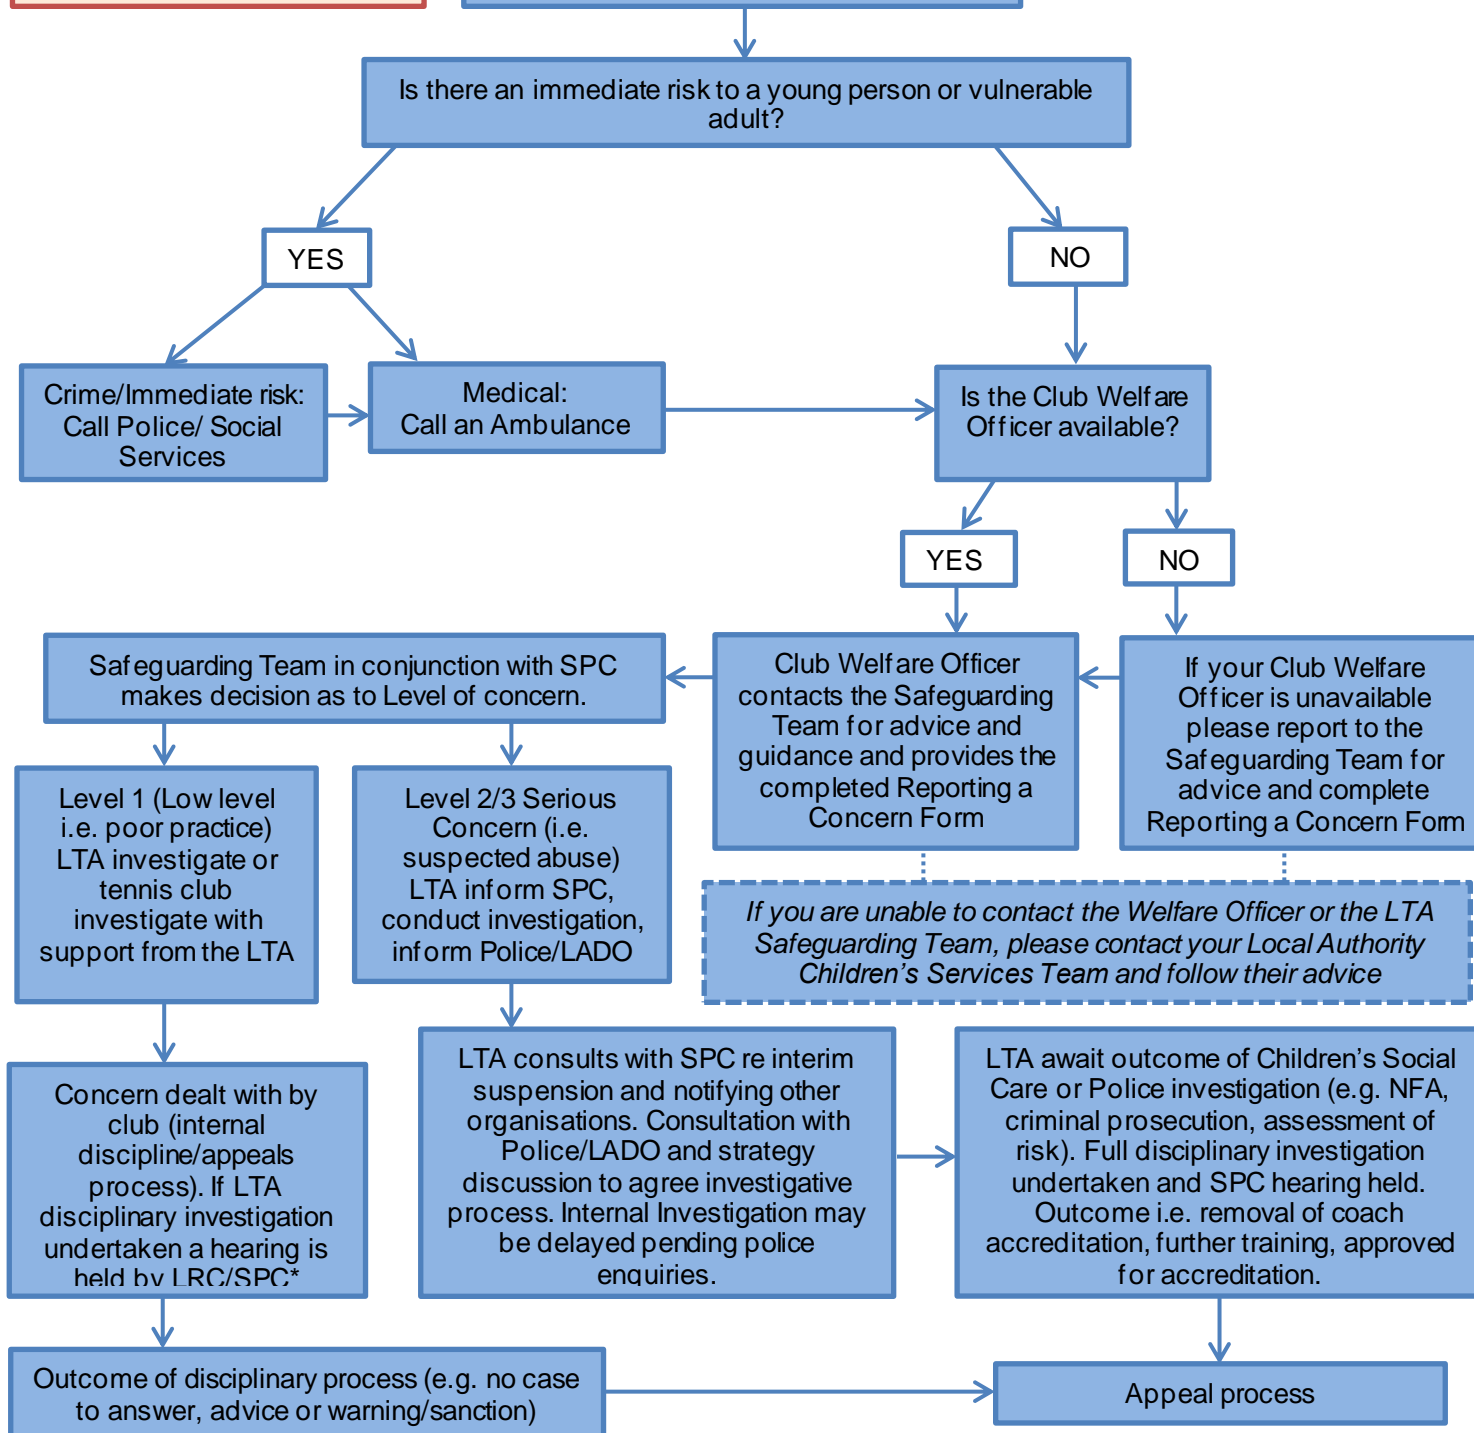 Is there an immediate risk to a young person or vulnerable
adult?
YES
NO
Crime/Immediate risk:
Call Police/ Social
Services
Medical:
Call an Ambulance
Is the Club Welfare
Officer available?
YES
NO
Safeguarding Team in conjunction with SPC
makes decision as to Level of concern.
Club Welfare Officer
contacts the Safeguarding
Team for advice and
guidance and provides the
completed Reporting a
Concern Form
If your Club Welfare
Officer is unavailable
please report to the
Safeguarding Team for
advice and complete
Reporting a Concern Form
Level 1 (Low level
i.e. poor practice)
LTA investigate or
tennis club
investigate with
support from the LTA
Level 2/3 Serious
Concern (i.e.
suspected abuse)
LTA inform SPC,
conduct investigation,
inform Police/LADO
If you are unable to contact the Welfare Officer or the LTA
Safeguarding Team, please contact your Local Authority
Children’s Services Team and follow their advice
Concern dealt with by
club (internal
discipline/appeals
process). If LTA
disciplinary investigation
undertaken a hearing is
held by LRC/SPC*
LTA consults with SPC re interim
suspension and notifying other
organisations. Consultation with
Police/LADO and strategy
discussion to agree investigative
process. Internal Investigation may
be delayed pending police
enquiries.
LTA await outcome of Children’s Social
Care or Police investigation (e.g. NFA,
criminal prosecution, assessment of
risk). Full disciplinary investigation
undertaken and SPC hearing held.
Outcome i.e. removal of coach
accreditation, further training, approved
for accreditation.
Outcome of disciplinary process (e.g. no case
to answer, advice or warning/sanction)
Appeal process